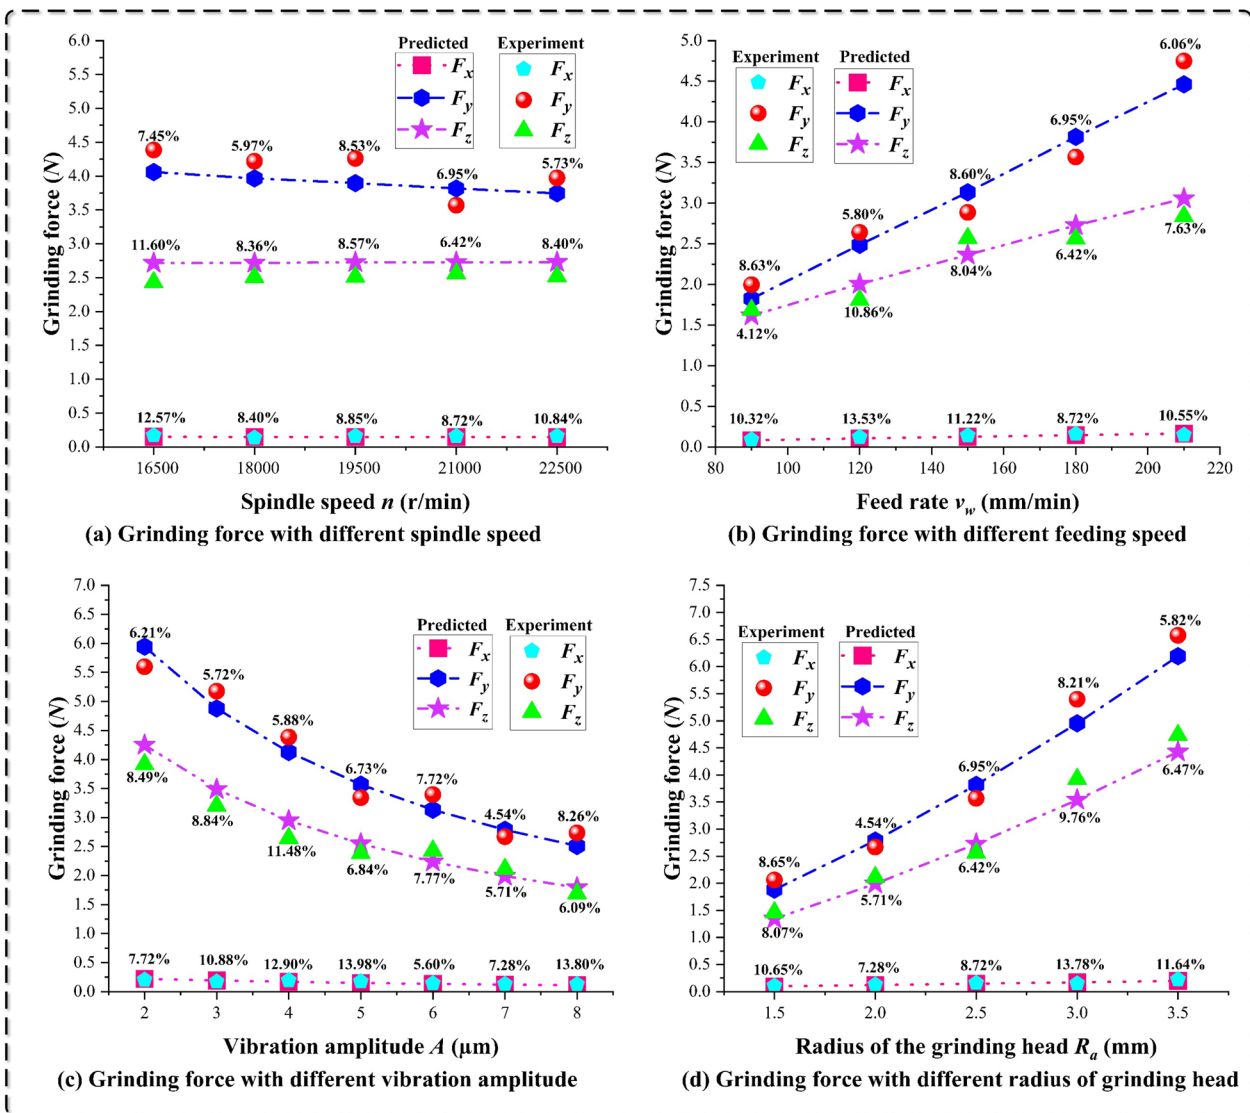 Predicted Experiment
Fx Fx
Fy Fy
Fz Fz
Grinding force (N)
6.0
5.5
5.0
4.5
4.0
3.5
3.0
2.5
2.0
1.5
1.0
0.5
0.0
7.45% 5.97% 8.53% 6.95% 5.73%
11.60% 8.36% 8.57% 6.42% 8.40%
12.57% 8.40% 8.85% 8.72% 10.84%
16500 18000 19500 21000 22500
Spindle speed n (r/min)
(a) Grinding force with different spindle speed
Experiment Predicted
Fx Fx
Fy Fy
Fz Fz
Grinding force (N)
5.0
4.5
4.0
3.5
3.0
2.5
2.0
1.5
1.0
0.5
0.0
8.63% 5.80% 8.60% 6.95% 6.06%
4.12% 10.86% 8.04% 6.42% 7.63%
10.32% 13.53% 11.22% 8.72% 10.55%
80 100 120 140 160 180 200 220
Feed rate vw (mm/min)
(b) Grinding force with different feeding speed
Predicted Experiment
Fx Fx
Fy Fy
Fz Fz
Grinding force (N)
7.0
6.5
6.0
5.5
5.0
4.5
4.0
3.5
3.0
2.5
2.0
1.5
1.0
0.5
0.0
6.21% 5.72% 5.88% 6.73% 7.72% 4.54% 8.26%
8.49% 8.84% 11.48% 6.84% 7.77% 5.71% 6.09%
7.72% 10.88% 12.90% 13.98% 5.60% 7.28% 13.80%
2 3 4 5 6 7 8
Vibration amplitude A (μm)
(c) Grinding force with different vibration amplitude
Experiment Predicted
Fx Fx
Fy Fy
Fz Fz
Grinding force (N)
7.5
7.0
6.5
6.0
5.5
5.0
4.5
4.0
3.5
3.0
2.5
2.0
1.5
1.0
0.5
0.0
8.65% 4.54% 6.95% 8.21% 5.82%
8.07% 5.71% 6.42% 9.76% 6.47%
10.65% 7.28% 8.72% 13.78% 11.64%
1.5 2.0 2.5 3.0 3.5
Radius of the grinding head Ra (mm)
(d) Grinding force with different radius of grinding head